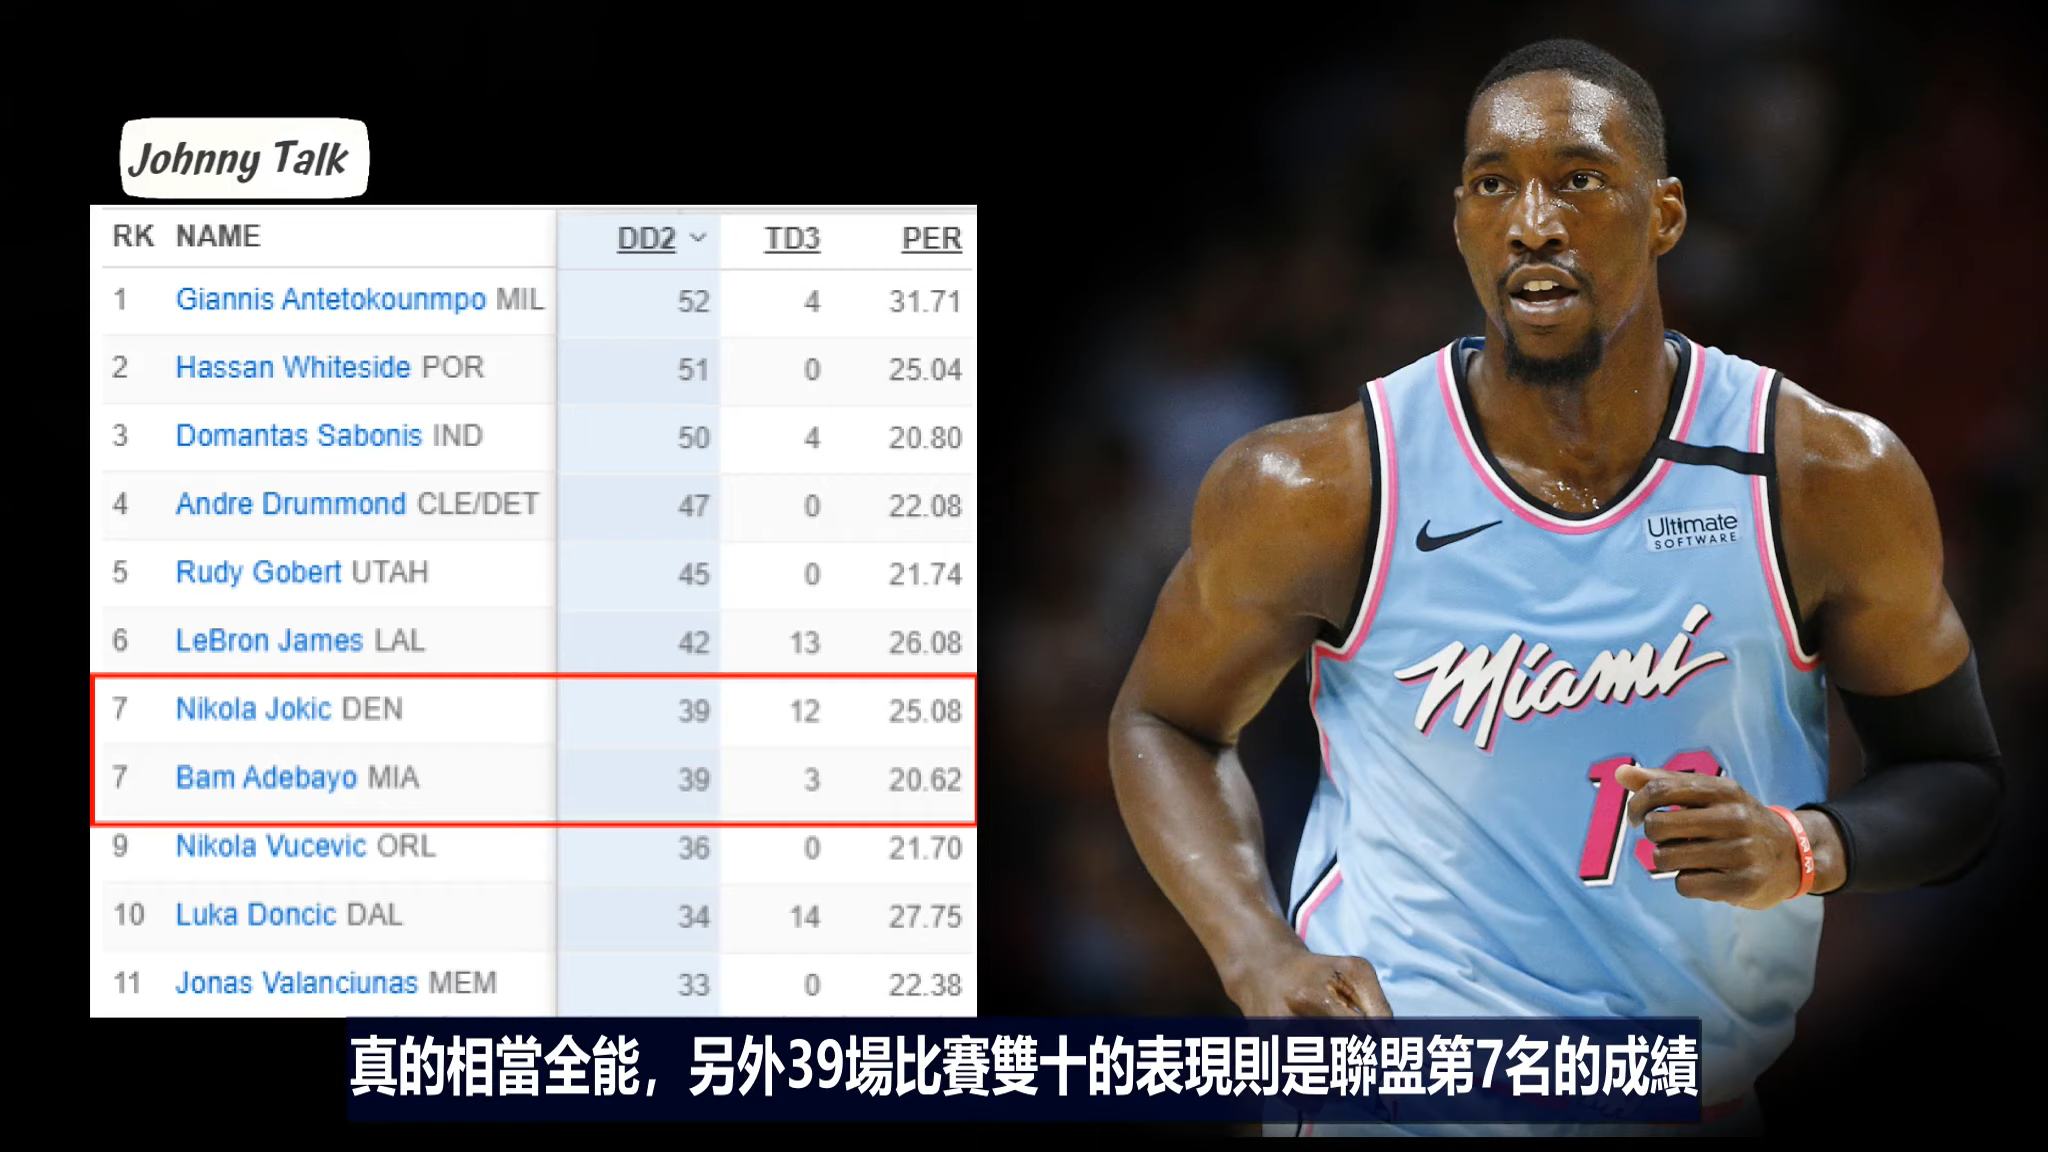 Johnny Talk
RK NAME DD2 TD3 PER
1 Giannis Antetokounmpo MIL 52 4 31.71
2 Hassan Whiteside POR 51 0 25.04
3 Domantas Sabonis IND 50 4 20.80
4 Andre Drummond CLE/DET 47 0 22.08
5 Rudy Gobert UTAH 45 0 21.74
6 LeBron James LAL 42 13 26.08
7 Nikola Jokic DEN 39 12 25.08
7 Bam Adebayo MIA 39 3 20.62
9 Nikola Vucevic ORL 36 0 21.70
10 Luka Doncic DAL 34 14 27.75
11 Jonas Valanciunas MEM 33 0 22.38
Ultimate
SOFTWARE
Miami
真的相當全能，另外39場比賽雙十的表現則是聯盟第7名的成績